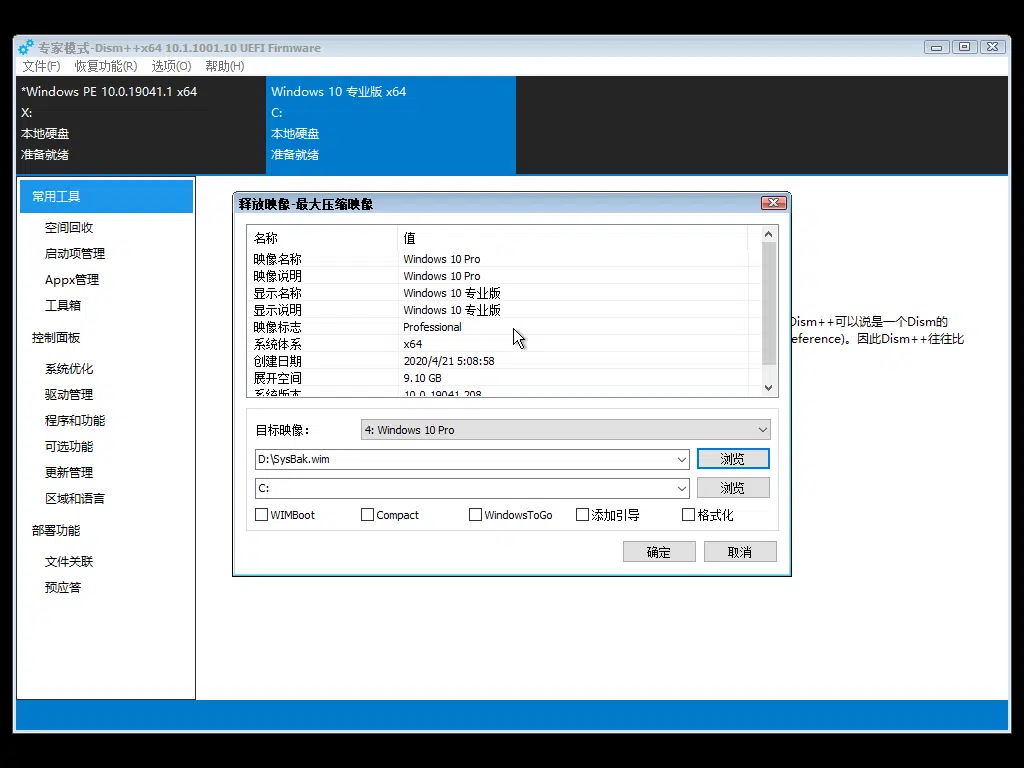 专家模式-Dism++x64 10.1.1001.10 UEFI Firmware
文件(F) 恢复功能(R) 选项(O) 帮助(H)
*Windows PE 10.0.19041.1 x64
X:
本地硬盘
准备就绪
Windows 10 专业版 x64
C:
本地硬盘
准备就绪
常用工具
空间回收
启动项管理
Appx管理
工具箱
控制面板
系统优化
驱动管理
程序和功能
可选功能
更新管理
区域和语言
部署功能
文件关联
预应答
释放映像-最大压缩映像
名称 值
映像名称 Windows 10 Pro
映像说明 Windows 10 Pro
显示名称 Windows 10 专业版
显示说明 Windows 10 专业版
映像标志 Professional
系统体系 x64
创建日期 2020/4/21 5:08:58
展开空间 9.10 GB
系统版本 10.0.19041.208
目标映像: 4: Windows 10 Pro
D:\SysBak.wim 浏览
C: 浏览
WIMBoot Compact WindowsToGo 添加引导 格式化
确定 取消
Dism++可以说是一个Dism的
eference)。因此Dism++往往比